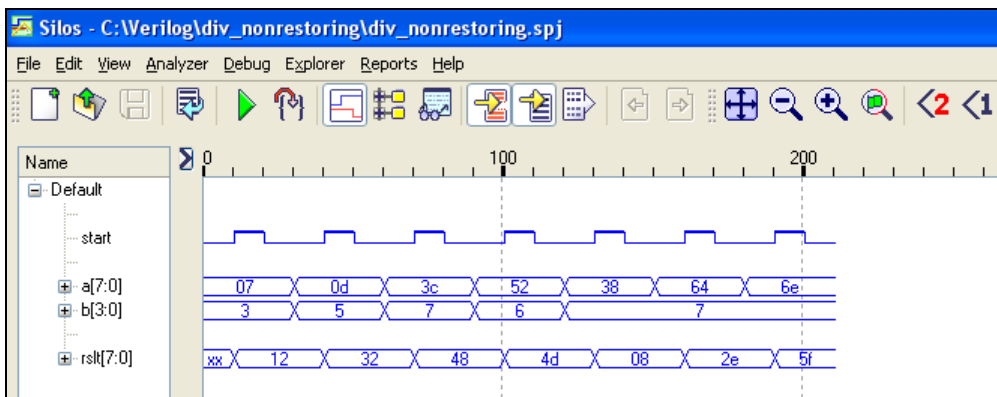 Silos - C:\Verilog\div_nonrestoring\div_nonrestoring.spj
File Edit View Analyzer Debug Explorer Reports Help
2 1
Name 0 100 200
Default
start
a[7:0] 07 0d 3c 52 38 64 6e
b[3:0] 3 5 7 6 7
rslt[7:0] xx 12 32 48 4d 08 2e 5f